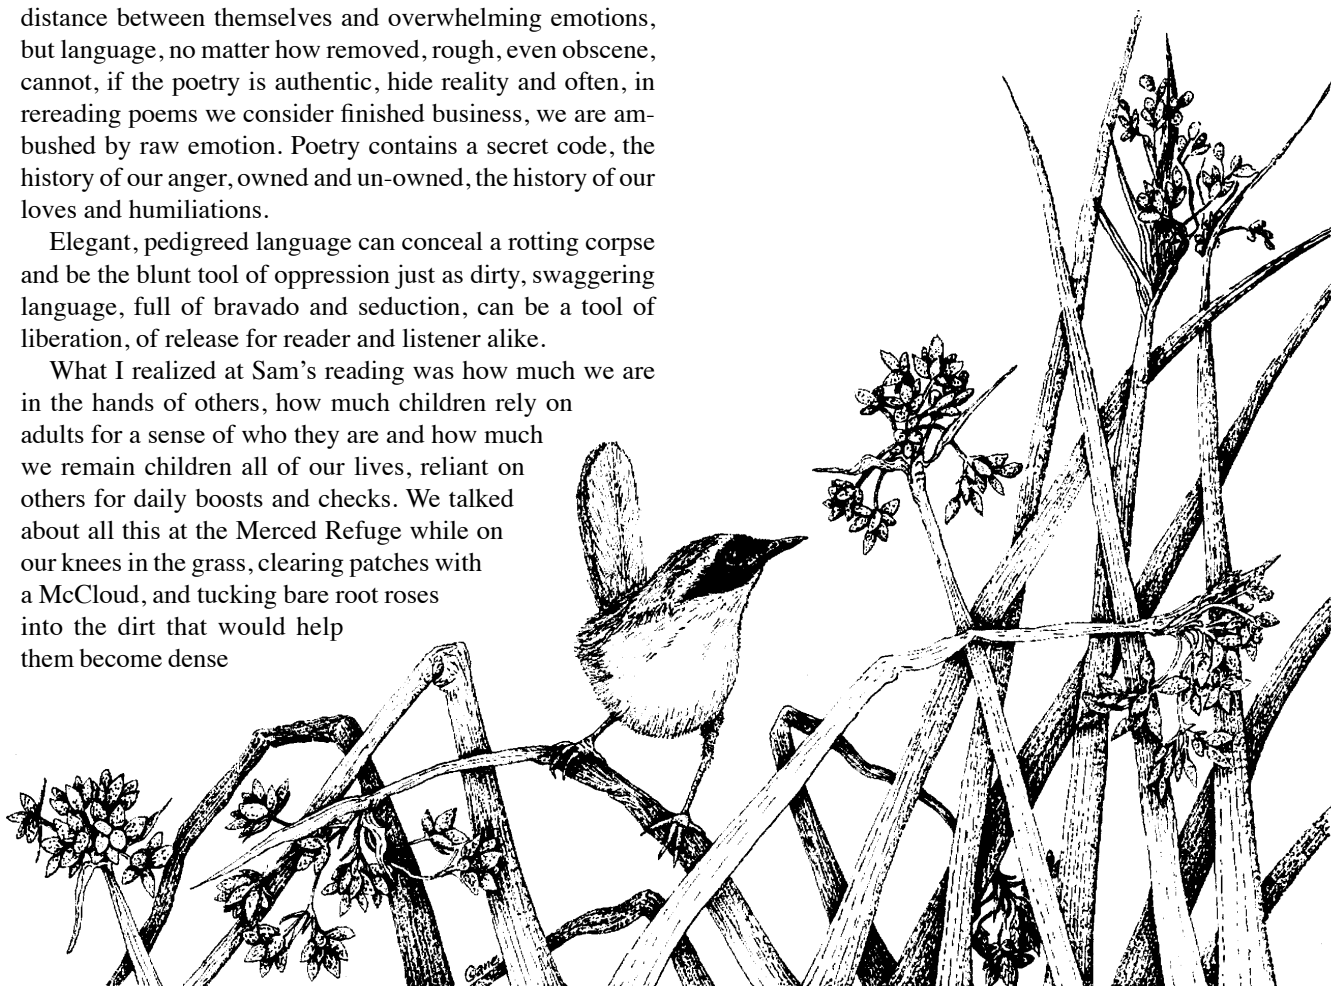 distance between themselves and overwhelming emotions,
but language, no matter how removed, rough, even obscene,
cannot, if the poetry is authentic, hide reality and often, in
rereading poems we consider finished business, we are am-
bushed by raw emotion. Poetry contains a secret code, the
history of our anger, owned and un-owned, the history of our
loves and humiliations.
Elegant, pedigreed language can conceal a rotting corpse
and be the blunt tool of oppression just as dirty, swaggering
language, full of bravado and seduction, can be a tool of
liberation, of release for reader and listener alike.
What I realized at Sam’s reading was how much we are
in the hands of others, how much children rely on
adults for a sense of who they are and how much
we remain children all of our lives, reliant on
others for daily boosts and checks. We talked
about all this at the Merced Refuge while on
our knees in the grass, clearing patches with
a McCloud, and tucking bare root roses
into the dirt that would help
them become dense